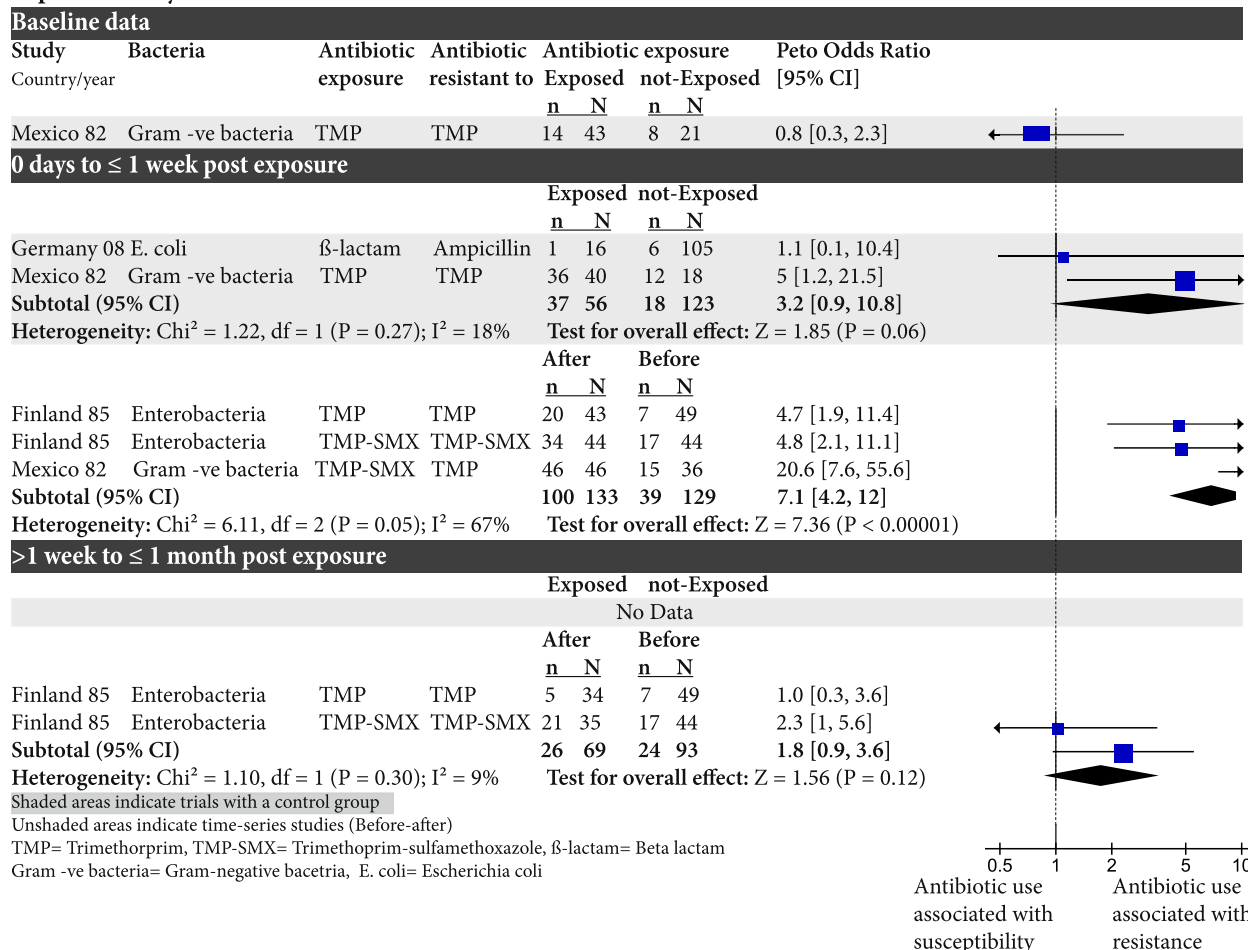 Baseline data
Study Bacteria Antibiotic Antibiotic Antibiotic exposure Peto Odds Ratio
Country/year exposure resistant to Exposed not-Exposed [95% CI]
n N n N
Mexico 82 Gram -ve bacteria TMP TMP 14 43 8 21 0.8 [0.3, 2.3]
0 days to ≤ 1 week post exposure
Exposed not-Exposed
n N n N
Germany 08 E. coli ß-lactam Ampicillin 1 16 6 105 1.1 [0.1, 10.4]
Mexico 82 Gram -ve bacteria TMP TMP 36 40 12 18 5 [1.2, 21.5]
Subtotal (95% CI) 37 56 18 123 3.2 [0.9, 10.8]
Heterogeneity: Chi² = 1.22, df = 1 (P = 0.27); I² = 18% Test for overall effect: Z = 1.85 (P = 0.06)
After Before
n N n N
Finland 85 Enterobacteria TMP TMP 20 43 7 49 4.7 [1.9, 11.4]
Finland 85 Enterobacteria TMP-SMX TMP-SMX 34 44 17 44 4.8 [2.1, 11.1]
Mexico 82 Gram -ve bacteria TMP-SMX TMP 46 46 15 36 20.6 [7.6, 55.6]
Subtotal (95% CI) 100 133 39 129 7.1 [4.2, 12]
Heterogeneity: Chi² = 6.11, df = 2 (P = 0.05); I² = 67% Test for overall effect: Z = 7.36 (P < 0.00001)
>1 week to ≤ 1 month post exposure
Exposed not-Exposed
No Data
After Before
n N n N
Finland 85 Enterobacteria TMP TMP 5 34 7 49 1.0 [0.3, 3.6]
Finland 85 Enterobacteria TMP-SMX TMP-SMX 21 35 17 44 2.3 [1, 5.6]
Subtotal (95% CI) 26 69 24 93 1.8 [0.9, 3.6]
Heterogeneity: Chi² = 1.10, df = 1 (P = 0.30); I² = 9% Test for overall effect: Z = 1.56 (P = 0.12)
Shaded areas indicate trials with a control group
Unshaded areas indicate time-series studies (Before-after)
TMP= Trimethorprim, TMP-SMX= Trimethoprim-sulfamethoxazole, ß-lactam= Beta lactam
Gram -ve bacteria= Gram-negative bacetria, E. coli= Escherichia coli
0.5 1 2 5 10
Antibiotic use Antibiotic use
associated with associated with
susceptibility resistance